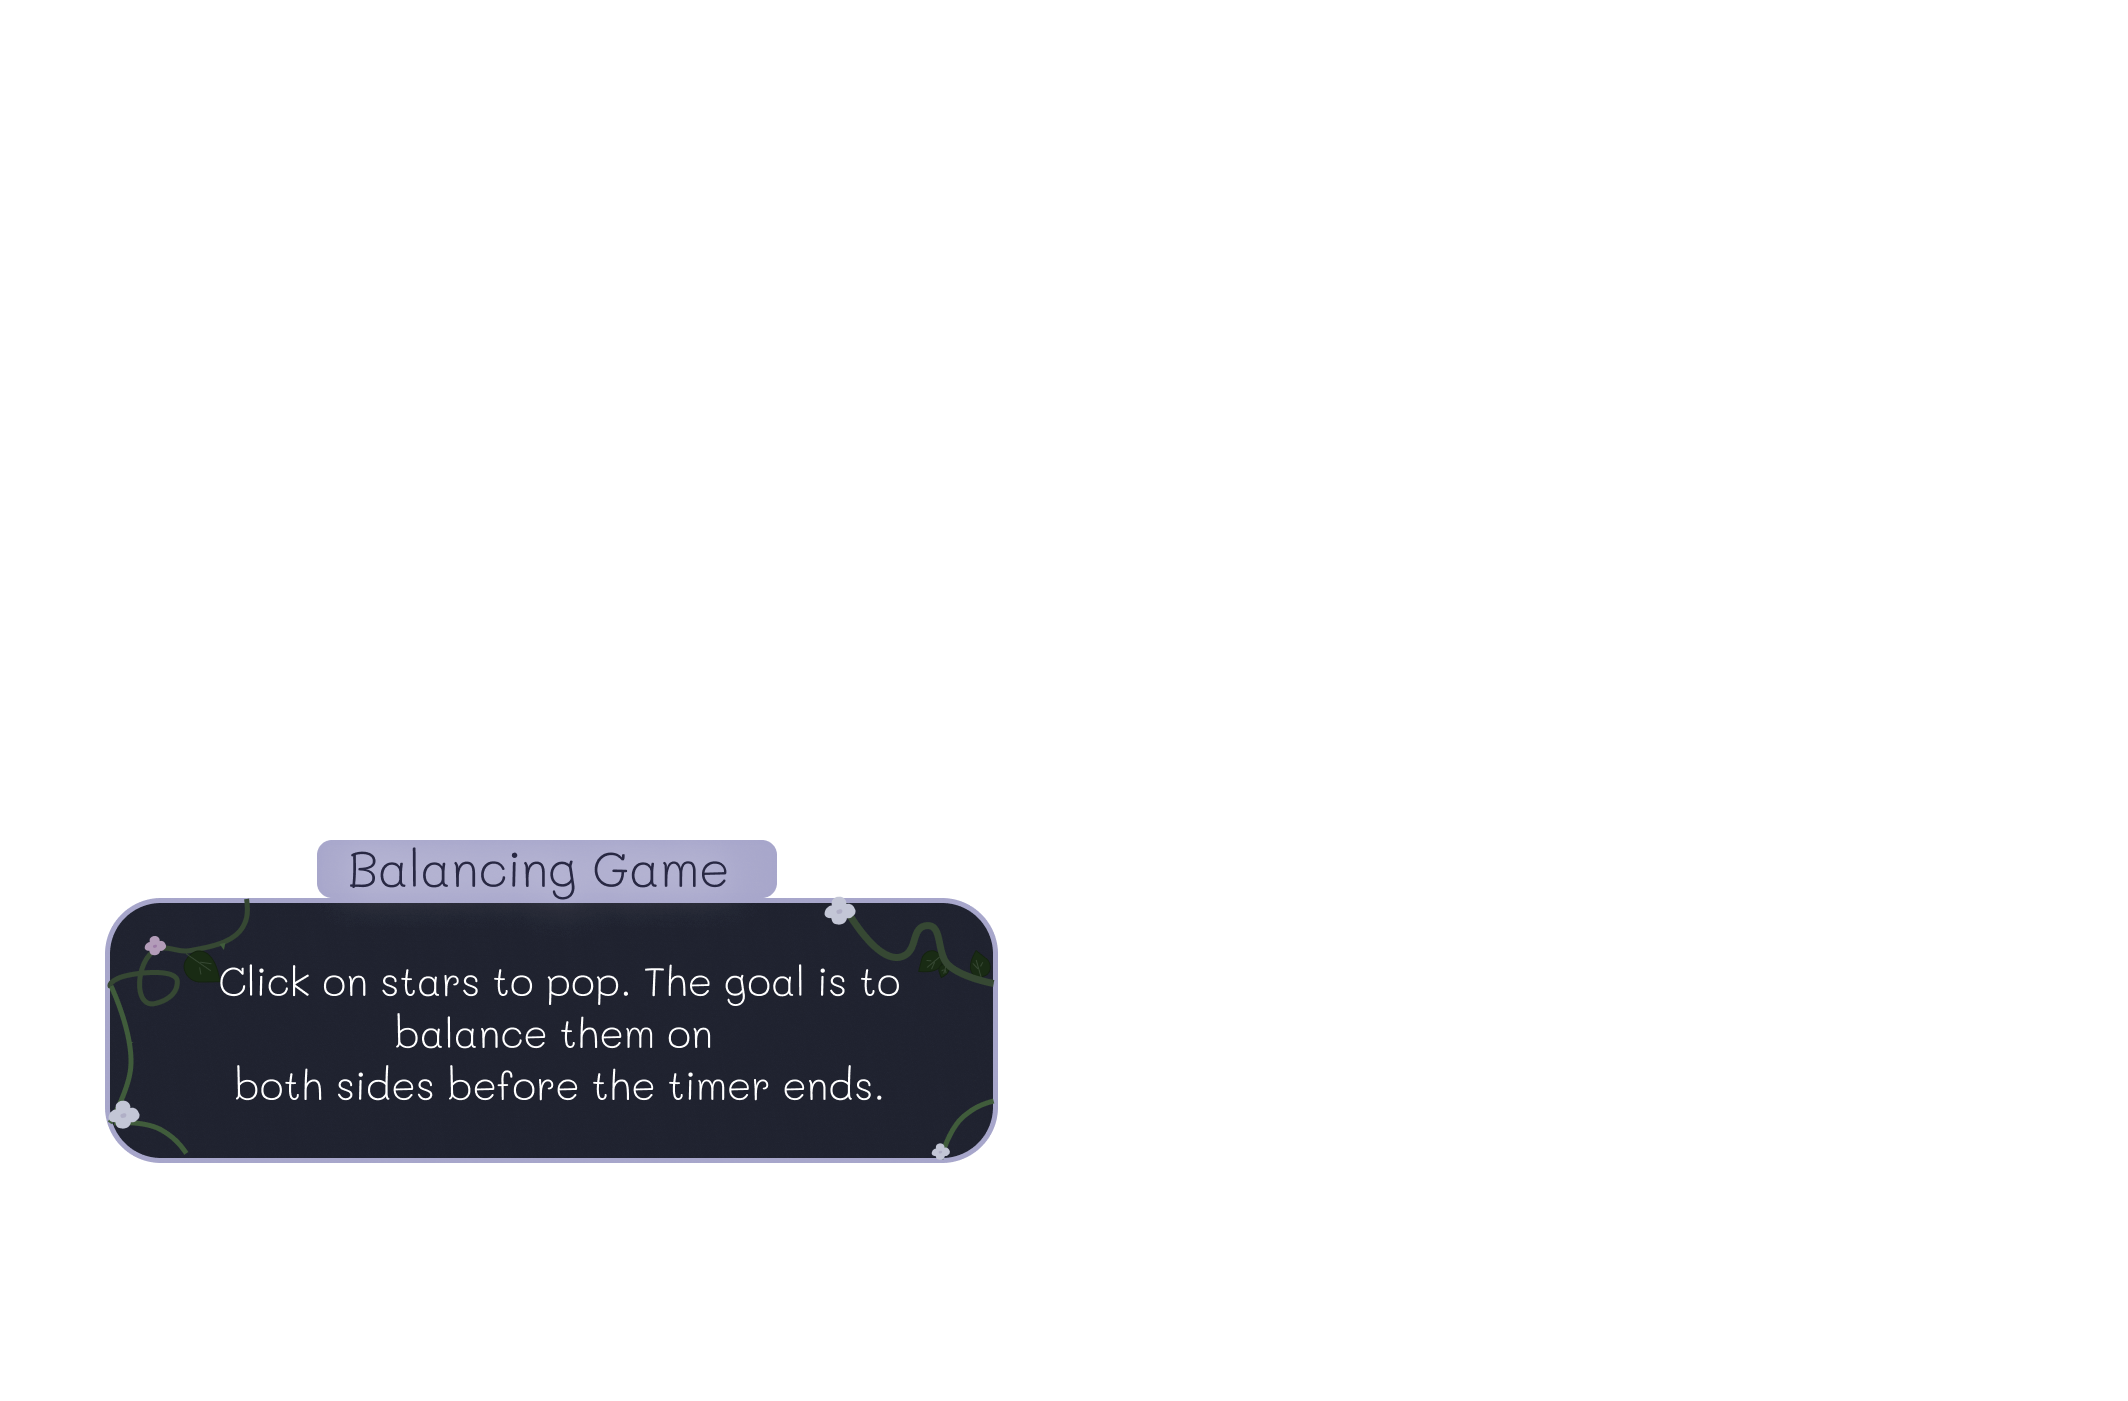 Balancing Game
Click on stars to pop. The goal is to
balance them on
both sides before the timer ends.